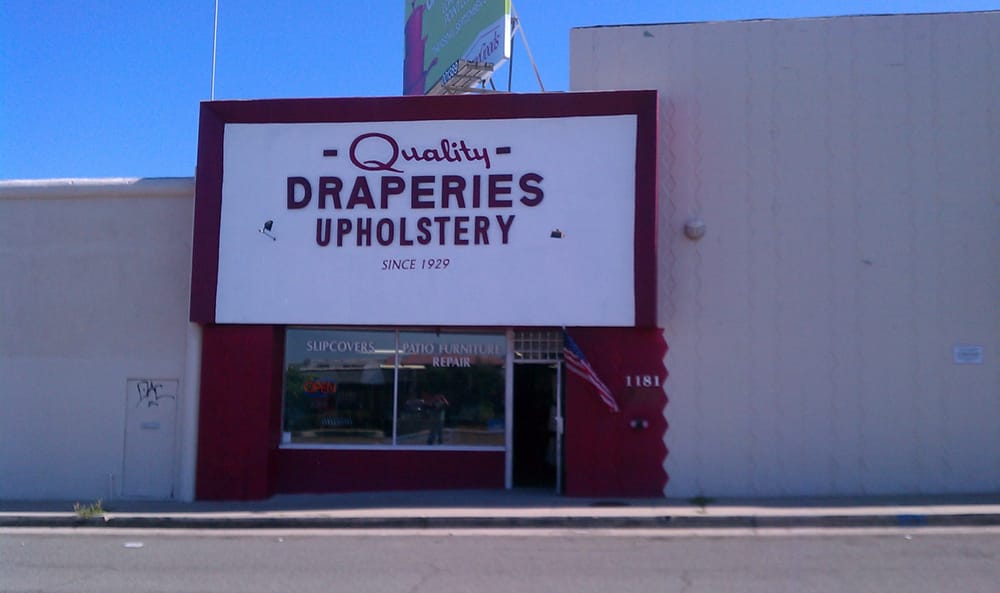 - Quality -
DRAPERIES
UPHOLSTERY
SINCE 1929
SLIPCOVERS
PATIO FURNITURE
REPAIR
OPEN
1181